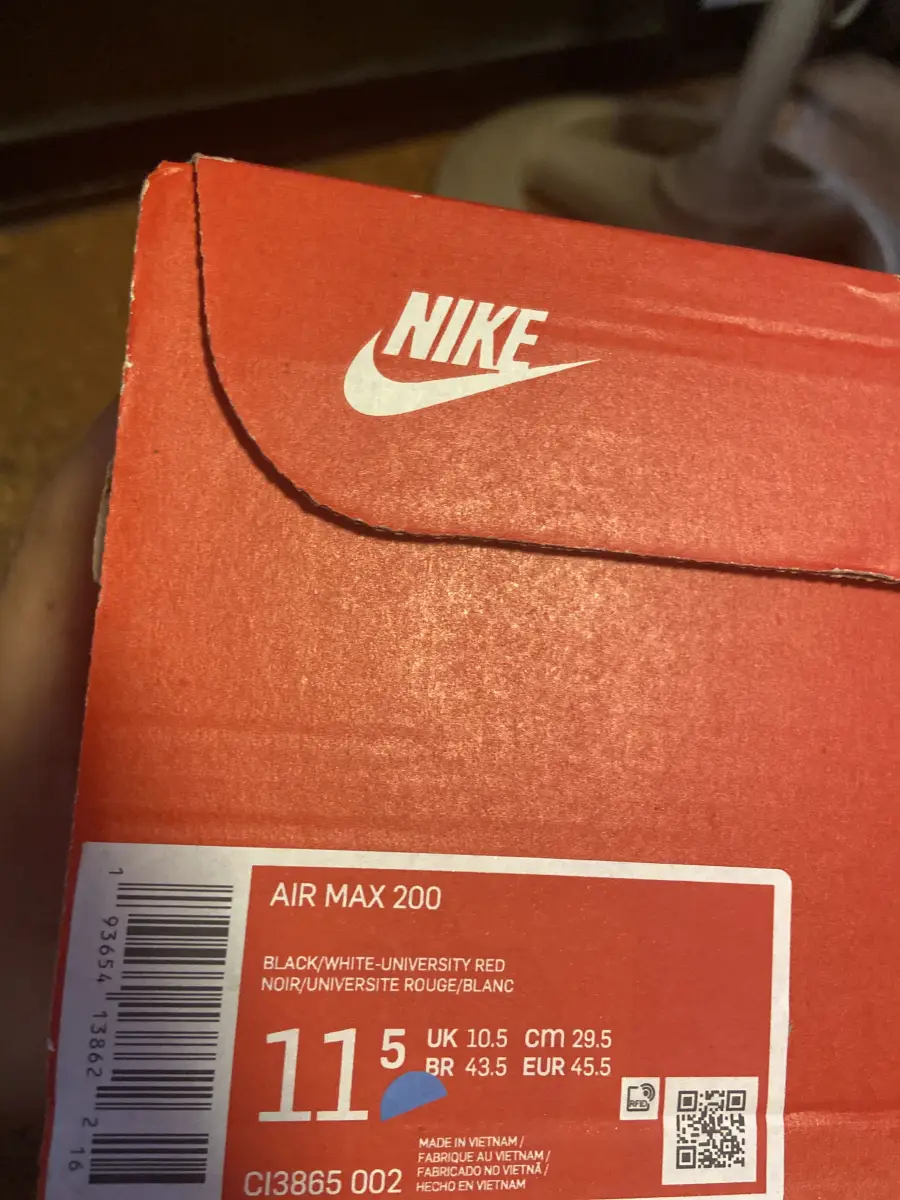 NIKE
AIR MAX 200
BLACK/WHITE-UNIVERSITY RED
NOIR/UNIVERSITE ROUGE/BLANC
11 5
UK 10.5 cm 29.5
BR 43.5 EUR 45.5
RFID
MADE IN VIETNAM /
FABRIQUE AU VIETNAM /
FABRICADO NO VIETNÃ /
HECHO EN VIETNAM
CI3865 002
1 93654 13862 2 16